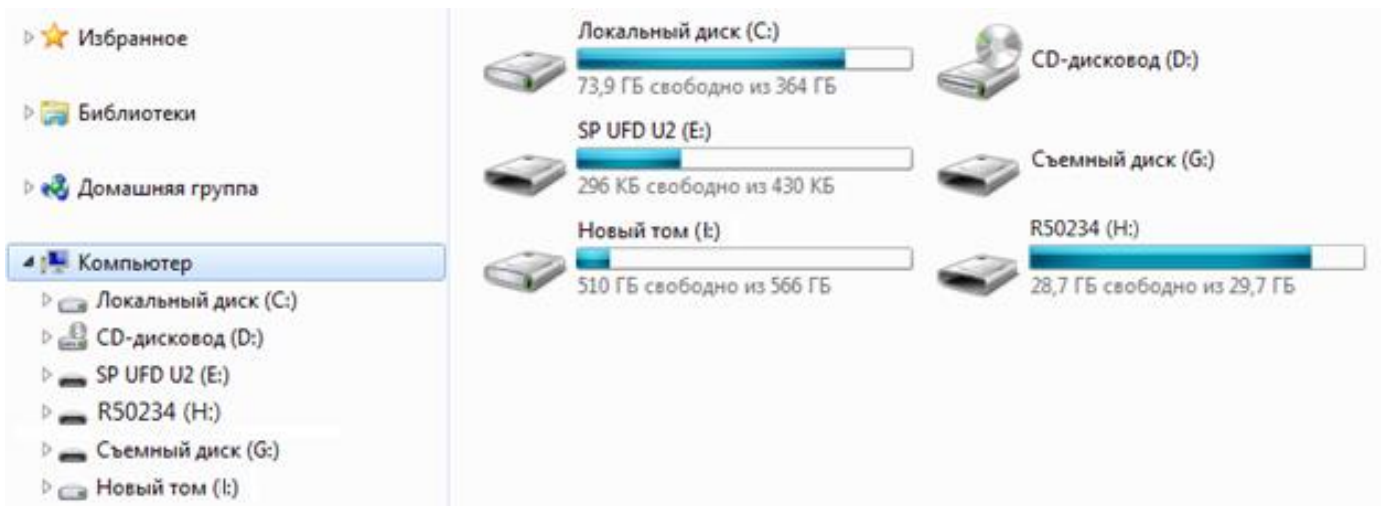 Избранное
Библиотеки
Домашняя группа
Компьютер
Локальный диск (C:)
CD-дисковод (D:)
SP UFD U2 (E:)
R50234 (H:)
Съемный диск (G:)
Новый том (I:)
Локальный диск (C:)
73,9 ГБ свободно из 364 ГБ
CD-дисковод (D:)
SP UFD U2 (E:)
296 КБ свободно из 430 КБ
Съемный диск (G:)
Новый том (I:)
510 ГБ свободно из 566 ГБ
R50234 (H:)
28,7 ГБ свободно из 29,7 ГБ